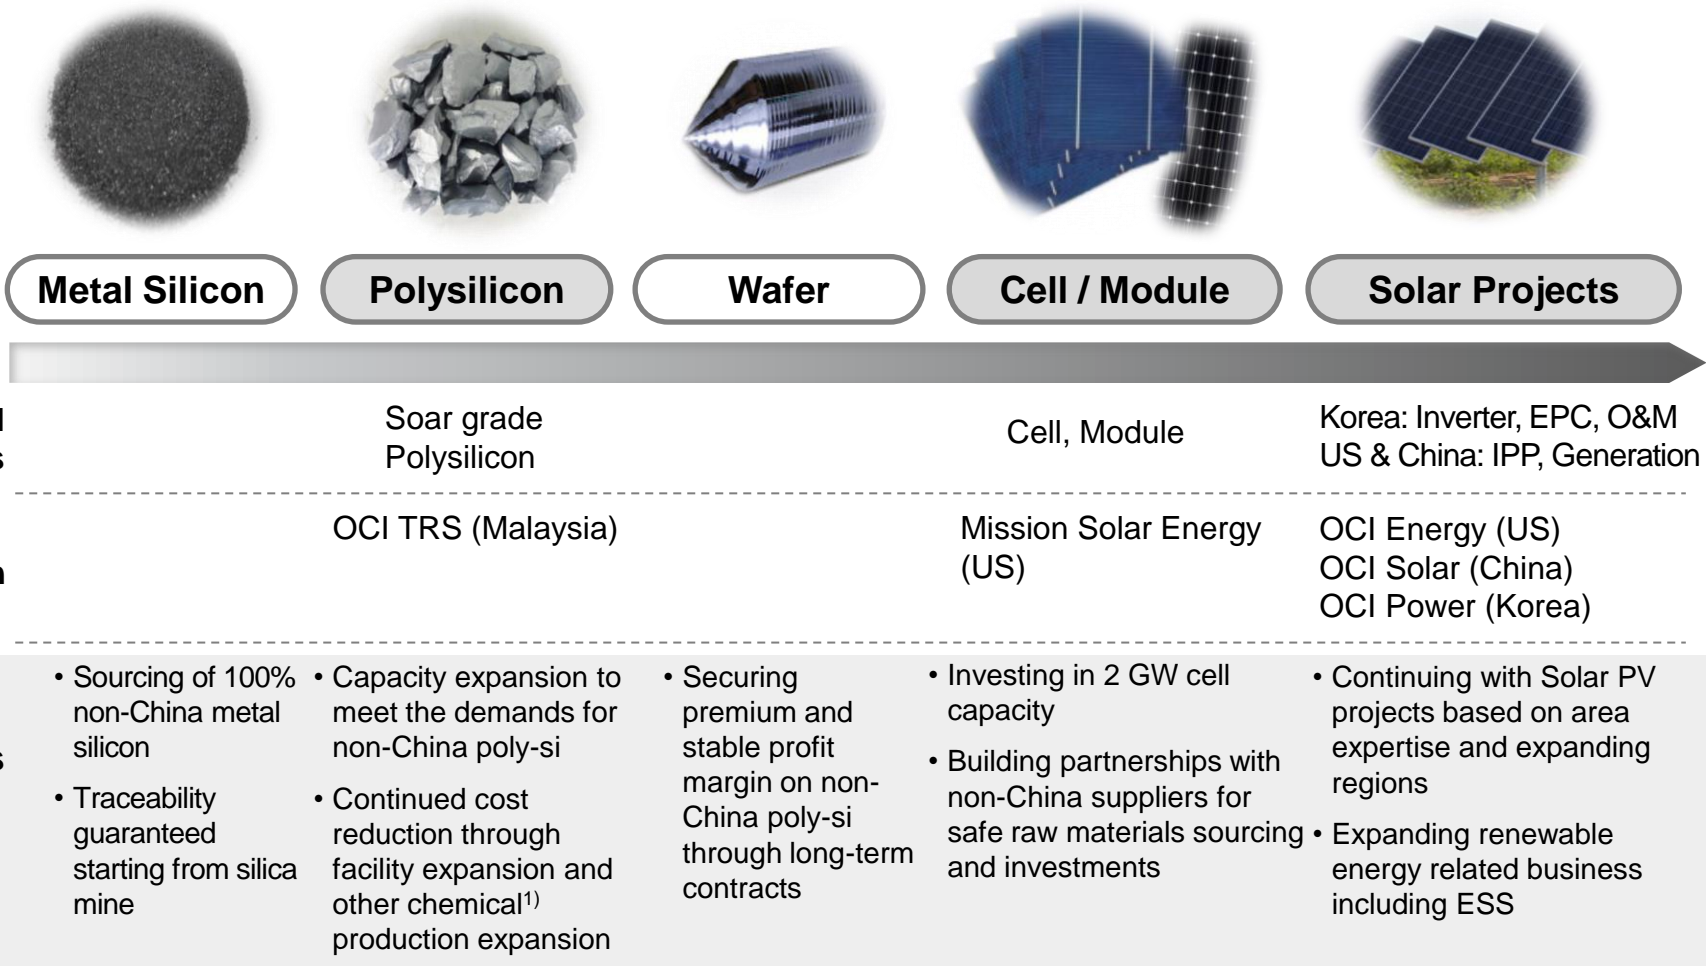 Metal Silicon
Polysilicon
Wafer
Cell / Module
Solar Projects
Soar grade
Polysilicon
Cell, Module
Korea: Inverter, EPC, O&M
US & China: IPP, Generation
OCI TRS (Malaysia)
Mission Solar Energy
(US)
OCI Energy (US)
OCI Solar (China)
OCI Power (Korea)
• Sourcing of 100%
non-China metal
silicon
• Traceability
guaranteed
starting from silica
mine
• Capacity expansion to
meet the demands for
non-China poly-si
• Continued cost
reduction through
facility expansion and
other chemical1)
production expansion
• Securing
premium and
stable profit
margin on non-
China poly-si
through long-term
contracts
• Investing in 2 GW cell
capacity
• Building partnerships with
non-China suppliers for
safe raw materials sourcing
and investments
• Continuing with Solar PV
projects based on area
expertise and expanding
regions
• Expanding renewable
energy related business
including ESS